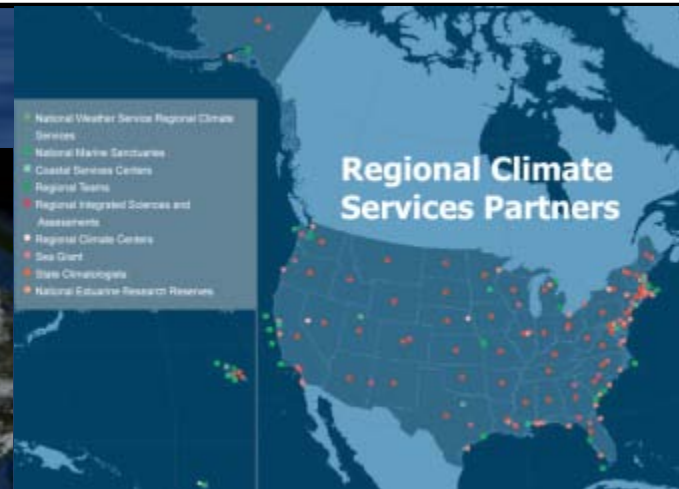 National Weather Service Regional Climate
Services
National Marine Sanctuaries
Coastal Services Centers
Regional Teams
Regional Integrated Sciences and
Assessments
Regional Climate Centers
Sea Grant
State Climatologists
National Estuarine Research Reserves
Regional Climate
Services Partners